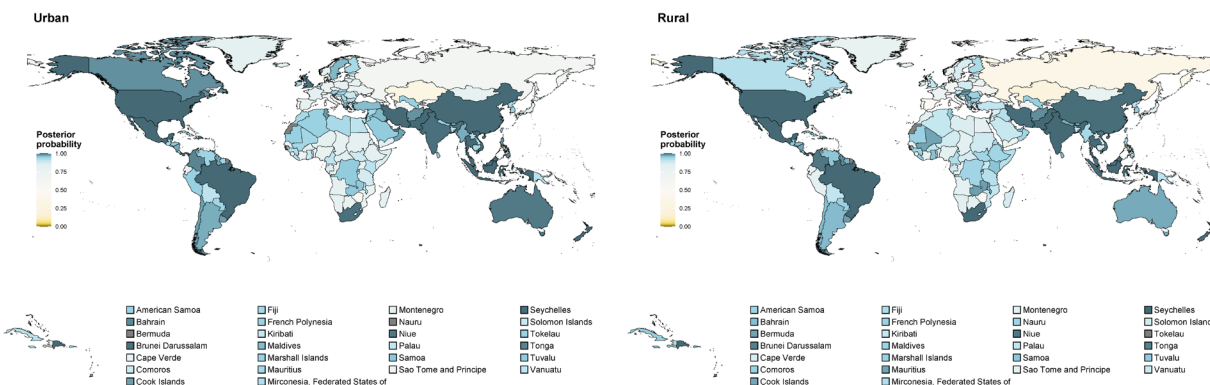 Urban
Posterior
probability
1.00
0.75
0.50
0.25
0.00
American Samoa
Bahrain
Bermuda
Brunei Darussalam
Cape Verde
Comoros
Cook Islands
Fiji
French Polynesia
Kiribati
Maldives
Marshall Islands
Mauritius
Mirconesia, Federated States of
Montenegro
Nauru
Niue
Palau
Samoa
Sao Tome and Principe
Seychelles
Solomon Islands
Tokelau
Tonga
Tuvalu
Vanuatu
Rural
Posterior
probability
1.00
0.75
0.50
0.25
0.00
American Samoa
Bahrain
Bermuda
Brunei Darussalam
Cape Verde
Comoros
Cook Islands
Fiji
French Polynesia
Kiribati
Maldives
Marshall Islands
Mauritius
Mirconesia, Federated States of
Montenegro
Nauru
Niue
Palau
Samoa
Sao Tome and Principe
Seychelles
Solomon Islands
Tokelau
Tonga
Tuvalu
Vanuatu